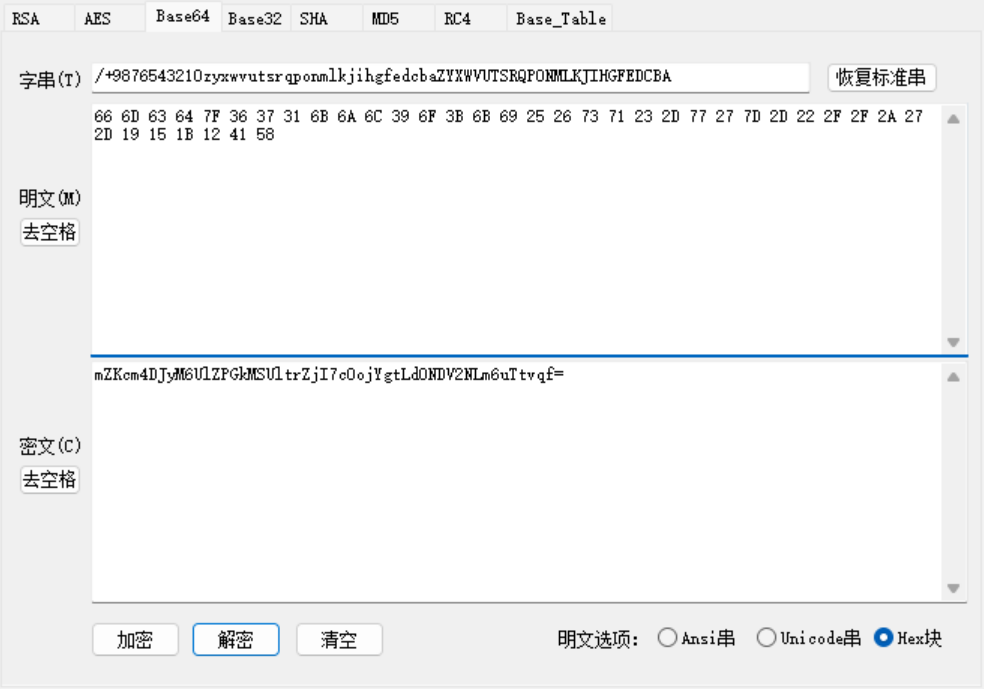 RSA AES Base64 Base32 SHA MD5 RC4 Base_Table
字串(T) /+9876543210zyxwvutsrqponmlkjihgfedcbaZYXWVUTSRQPONMLKJIHGFEDCBA 恢复标准串
66 6D 63 64 7F 36 37 31 6B 6A 6C 39 6F 3B 6B 69 25 26 73 71 23 2D 77 27 7D 2D 22 2F 2F 2A 27
2D 19 15 1B 12 41 58
明文(M)
去空格
mZKcm4DJyM6UlZPGkMSUltrZjI7c0ojYgtLd0NDV2NLm6uTtvqf=
密文(C)
去空格
加密 解密 清空 明文选项: Ansi串 Unicode串 Hex块